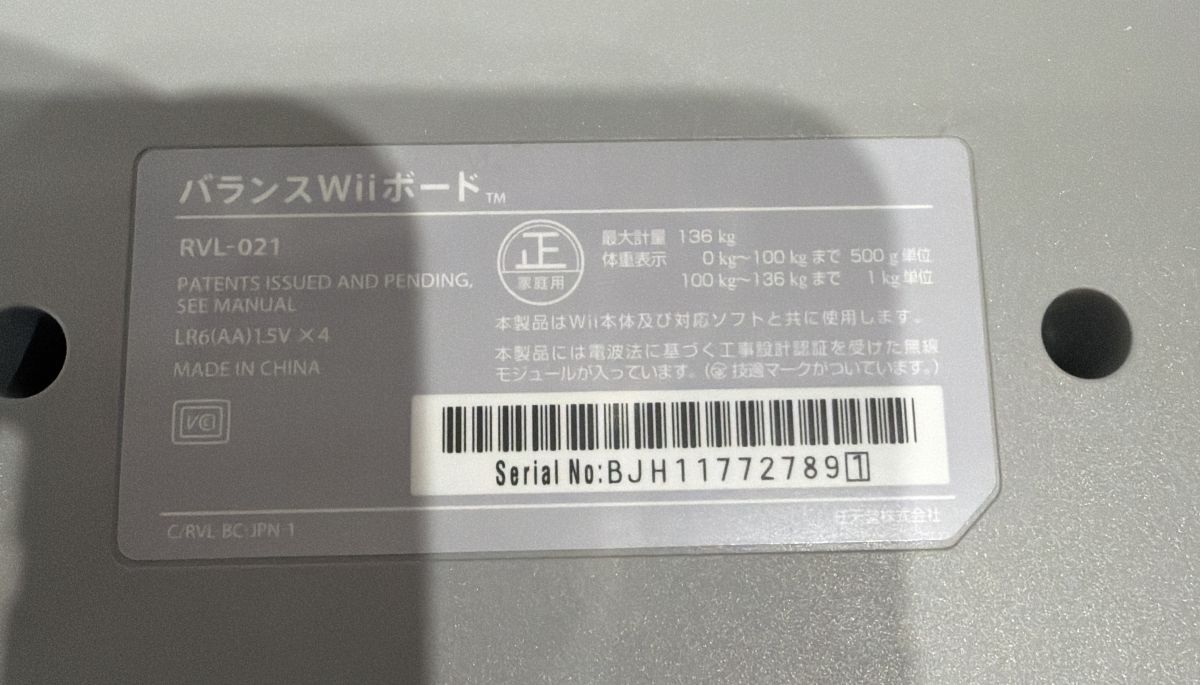 バランスWiiボード™
RVL-021
PATENTS ISSUED AND PENDING,
SEE MANUAL
LR6(AA)1.5V ×4
MADE IN CHINA
VCI
正
家庭用
最大計量 136 kg
体重表示 0 kg～100 kg まで 500 g 単位
100 kg～136 kg まで 1 kg 単位
本製品はWii本体及び対応ソフトと共に使用します。
本製品には電波法に基づく工事設計認証を受けた無線
モジュールが入っています。(技適マークがついています。)
Serial No:BJH11772789 1
C/RVL-BC-JPN-1
任天堂株式会社